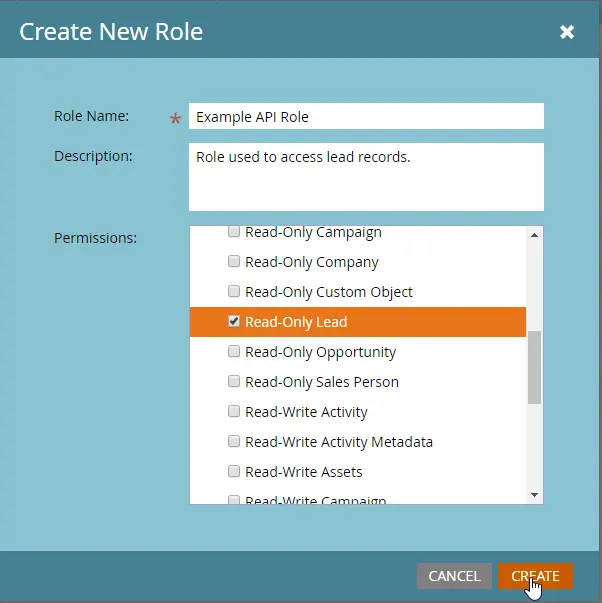 Create New Role
Role Name: * Example API Role
Description: Role used to access lead records.
Permissions:
Read-Only Campaign
Read-Only Company
Read-Only Custom Object
Read-Only Lead
Read-Only Opportunity
Read-Only Sales Person
Read-Write Activity
Read-Write Activity Metadata
Read-Write Assets
Read-Write Campaign
CANCEL CREATE